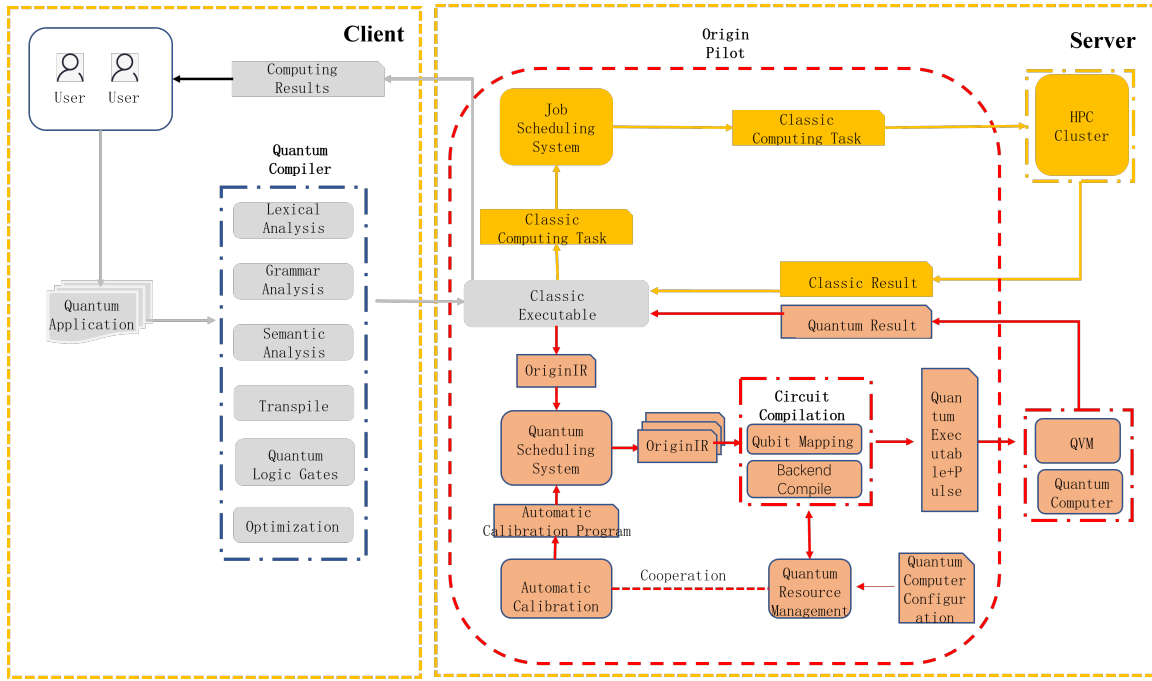 Client
User
User
Computing
Results
Quantum
Compiler
Lexical
Analysis
Grammar
Analysis
Semantic
Analysis
Transpile
Quantum
Logic Gates
Optimization
Quantum
Application
Server
Origin
Pilot
Job
Scheduling
System
Classic
Computing Task
HPC
Cluster
Classic
Computing Task
Classic
Executable
Classic Result
Quantum Result
OriginIR
Quantum
Scheduling
System
OriginIR
Circuit
Compilation
Qubit Mapping
Backend
Compile
Quan
tum
Exec
utab
le+P
ulse
QVM
Quantum
Computer
Automatic
Calibration Program
Automatic
Calibration
Cooperation
Quantum
Resource
Management
Quantum
Computer
Configur
ation